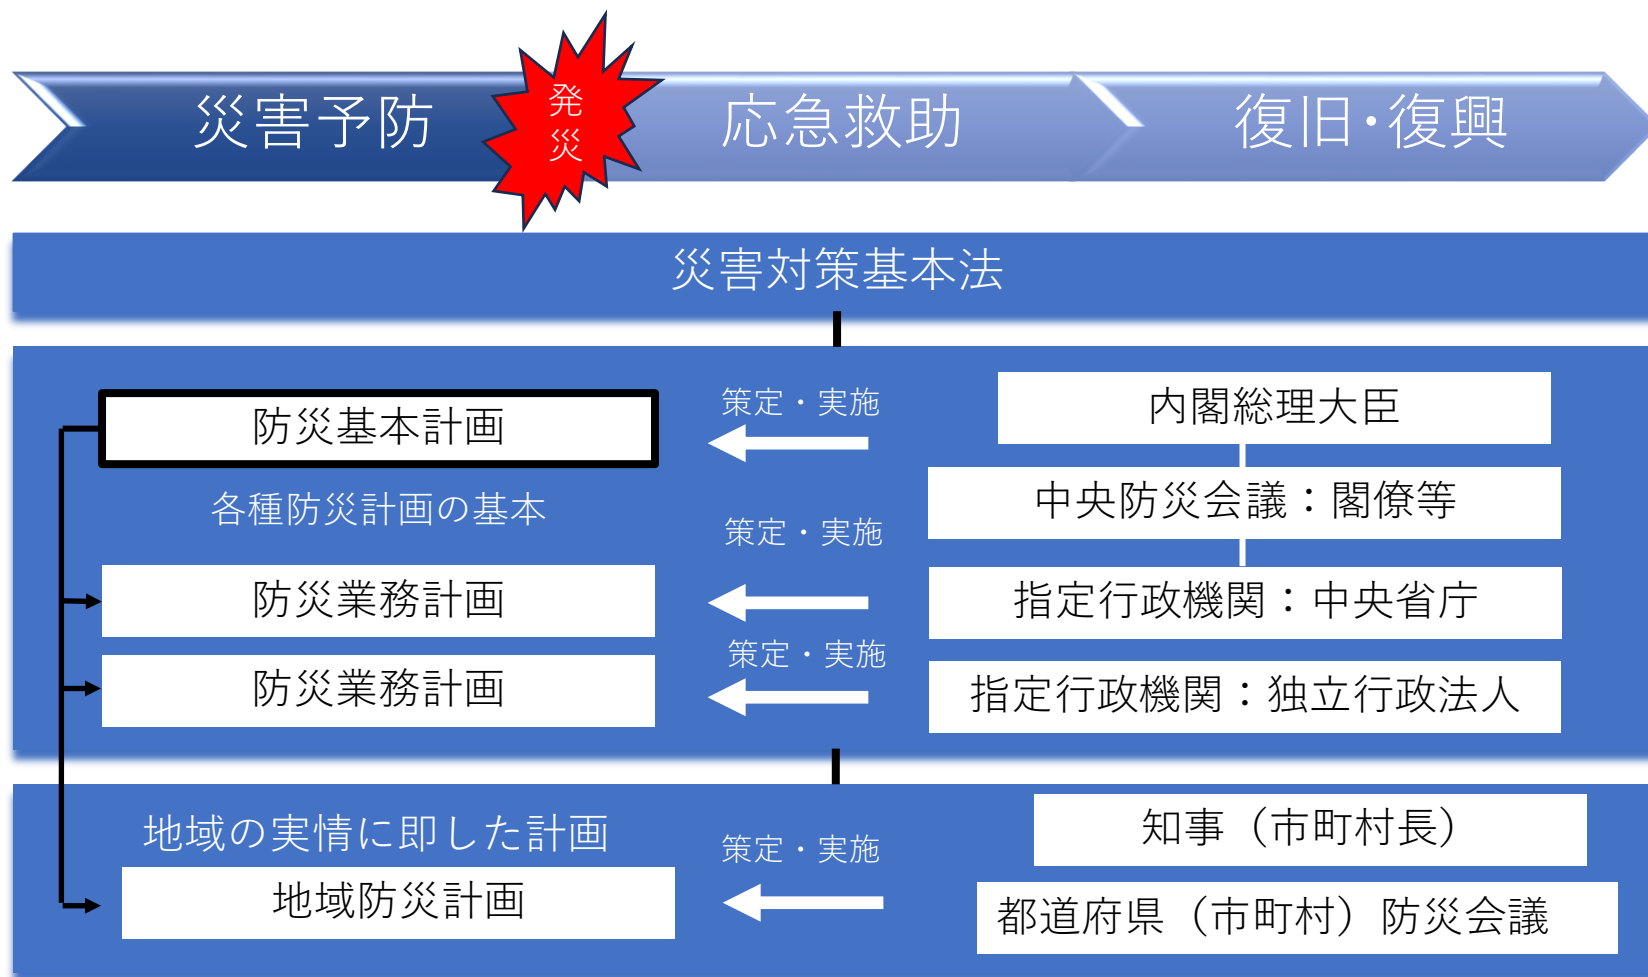 災害予防
発
災
応急救助
復旧・復興
災害対策基本法
防災基本計画
策定・実施
内閣総理大臣
各種防災計画の基本
中央防災会議：閣僚等
策定・実施
防災業務計画
指定行政機関：中央省庁
策定・実施
防災業務計画
指定行政機関：独立行政法人
地域の実情に即した計画
策定・実施
知事（市町村長）
地域防災計画
都道府県（市町村）防災会議